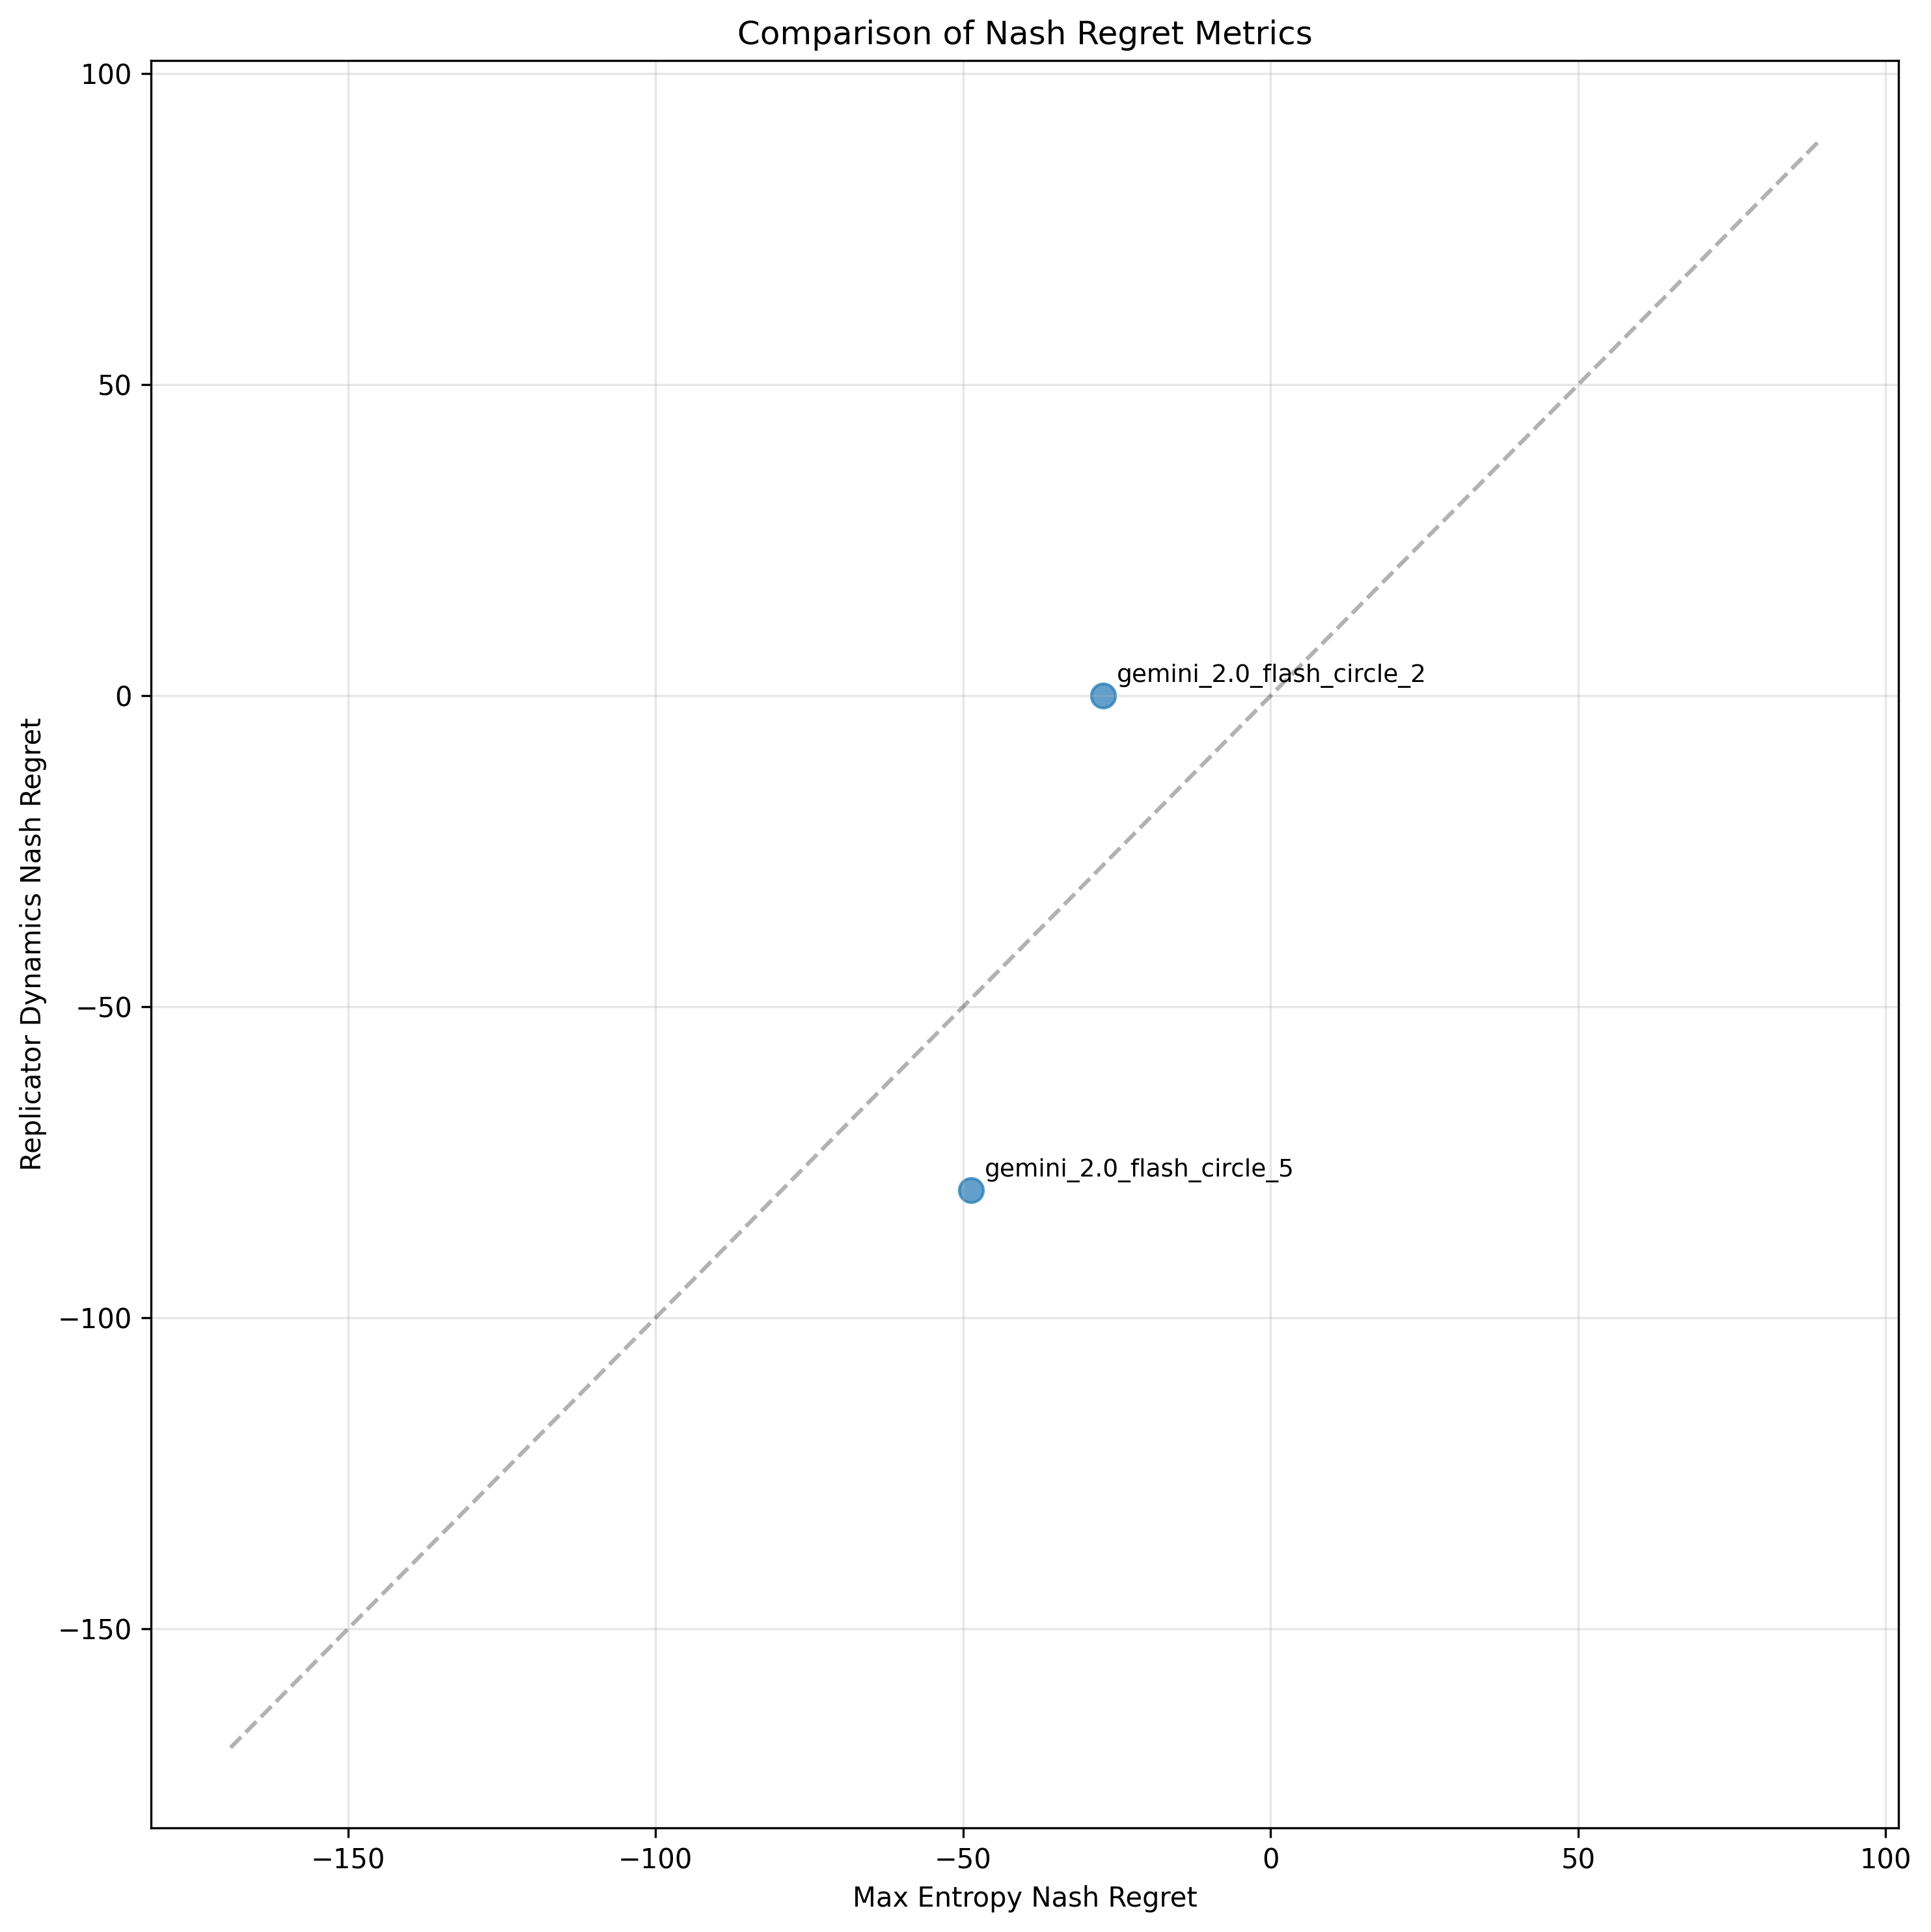 Comparison of Nash Regret Metrics
100
50
0
−50
−100
−150
Replicator Dynamics Nash Regret
gemini_2.0_flash_circle_2
gemini_2.0_flash_circle_5
−150
−100
−50
0
50
100
Max Entropy Nash Regret